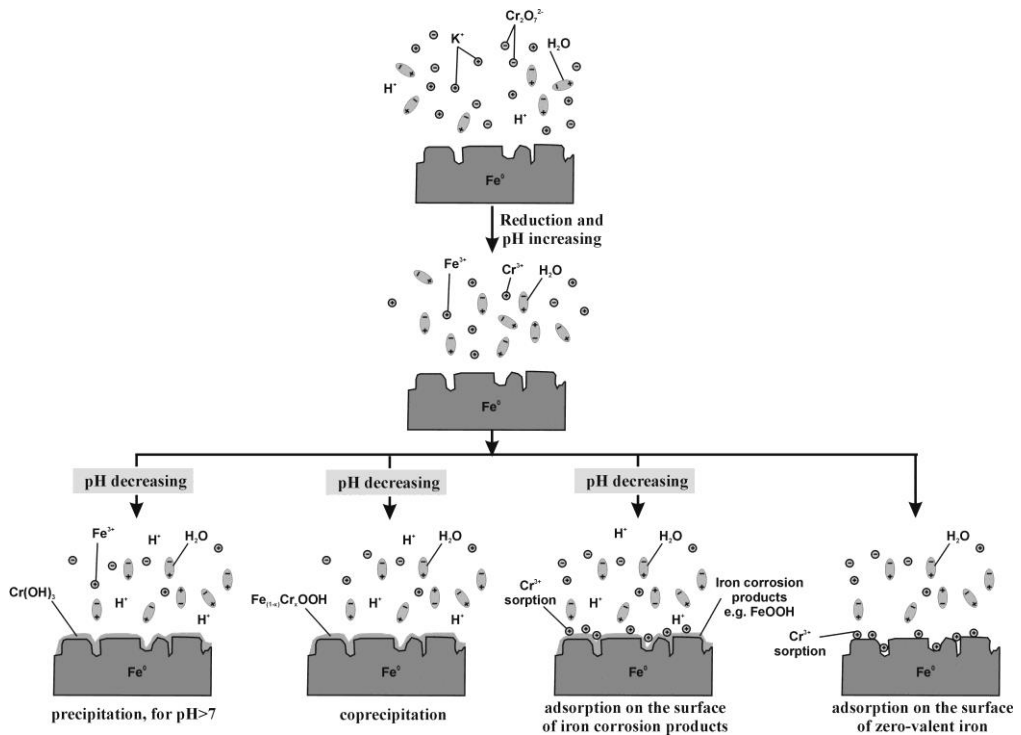 Cr₂O₇²⁻
K⁺
H₂O
H⁺
H⁺
Fe⁰
Reduction and
pH increasing
Fe³⁺
Cr³⁺
H₂O
Fe⁰
pH decreasing
pH decreasing
pH decreasing
Fe³⁺
H⁺
H₂O
Cr(OH)₃
H⁺
H⁺
Fe⁰
precipitation, for pH>7
H⁺
H₂O
Fe₍₁₋ₓ₎CrₓOOH
H⁺
H⁺
Fe⁰
coprecipitation
H⁺
H₂O
Cr³⁺
sorption
H⁺
H⁺
Iron corrosion
products
e.g. FeOOH
Fe⁰
adsorption on the surface
of iron corrosion products
H₂O
Cr³⁺
sorption
Fe⁰
adsorption on the surface
of zero-valent iron